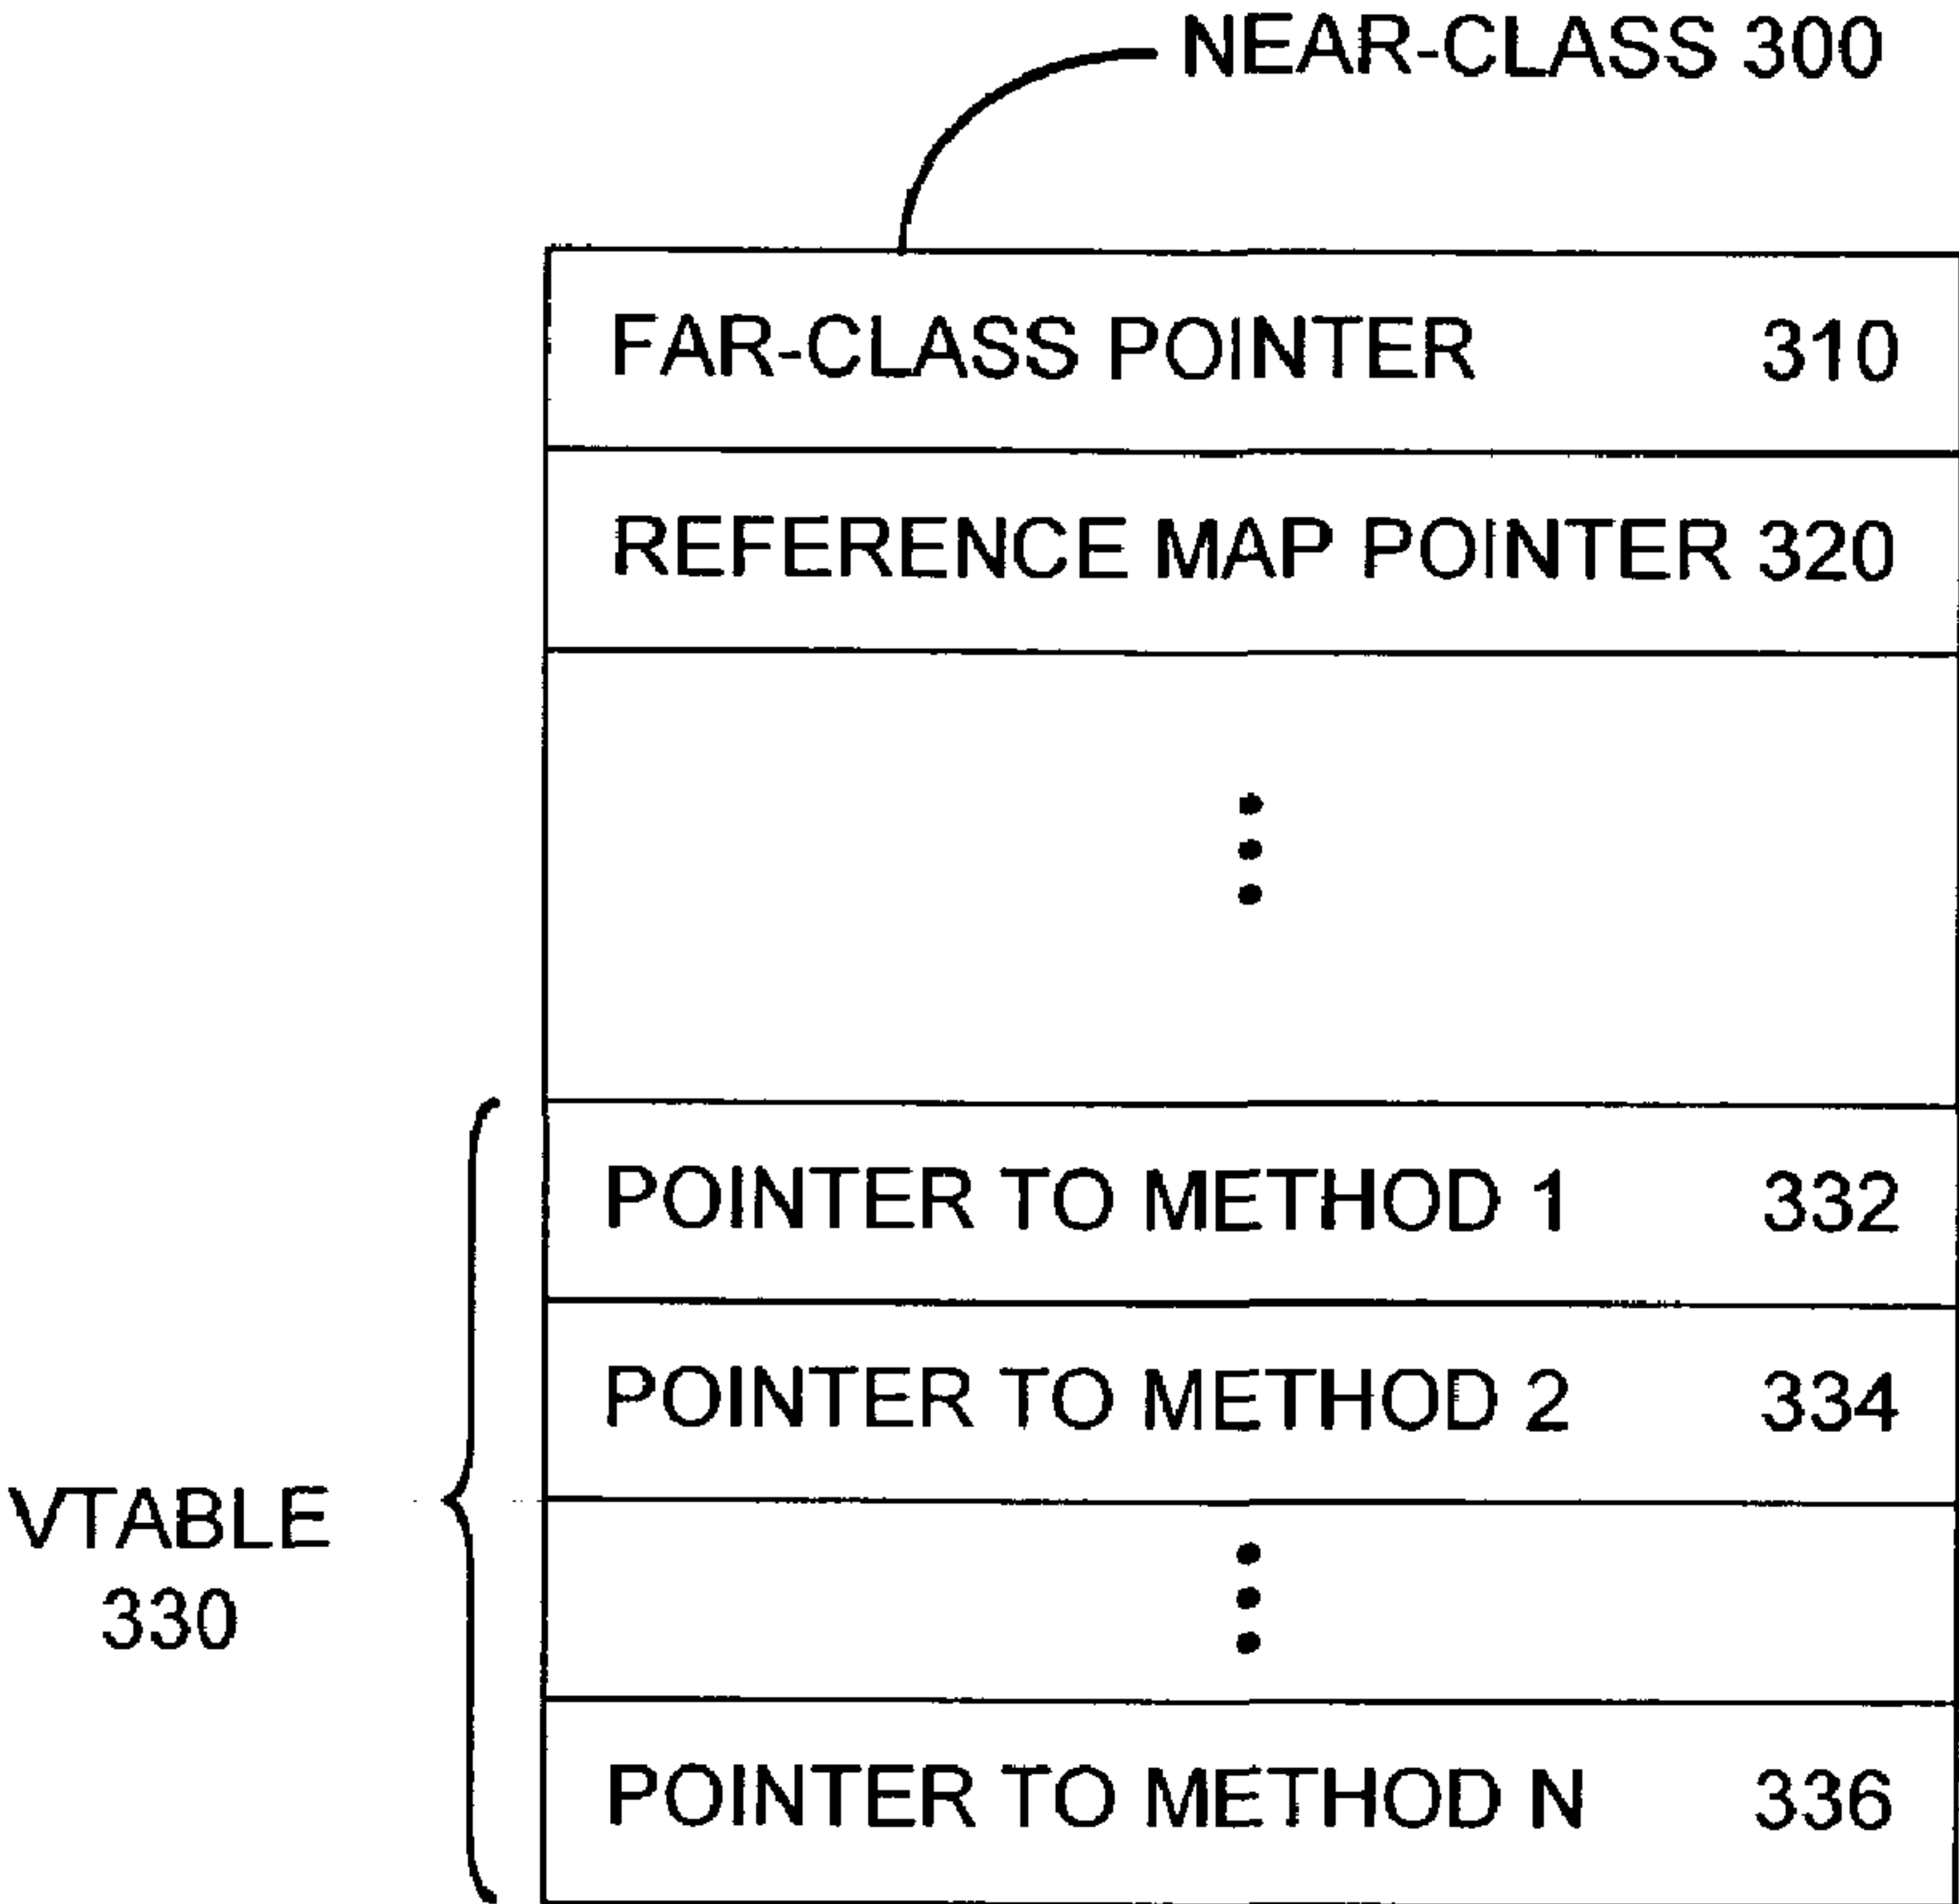 NEAR-CLASS 300
FAR-CLASS POINTER 310
REFERENCE MAP POINTER 320
POINTER TO METHOD 1 332
POINTER TO METHOD 2 334
VTABLE
330
POINTER TO METHOD N 336